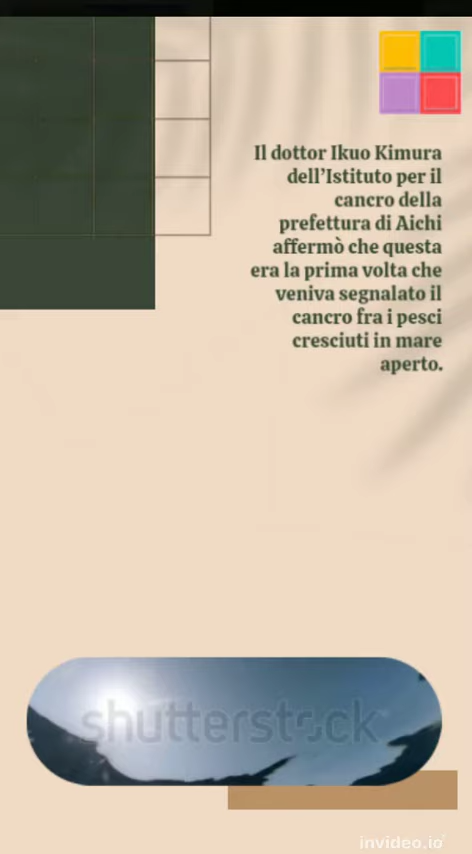 Il dottor Ikuo Kimura
dell’Istituto per il
cancro della
prefettura di Aichi
affermò che questa
era la prima volta che
veniva segnalato il
cancro fra i pesci
cresciuti in mare
aperto.
shutterstock
invideo.io